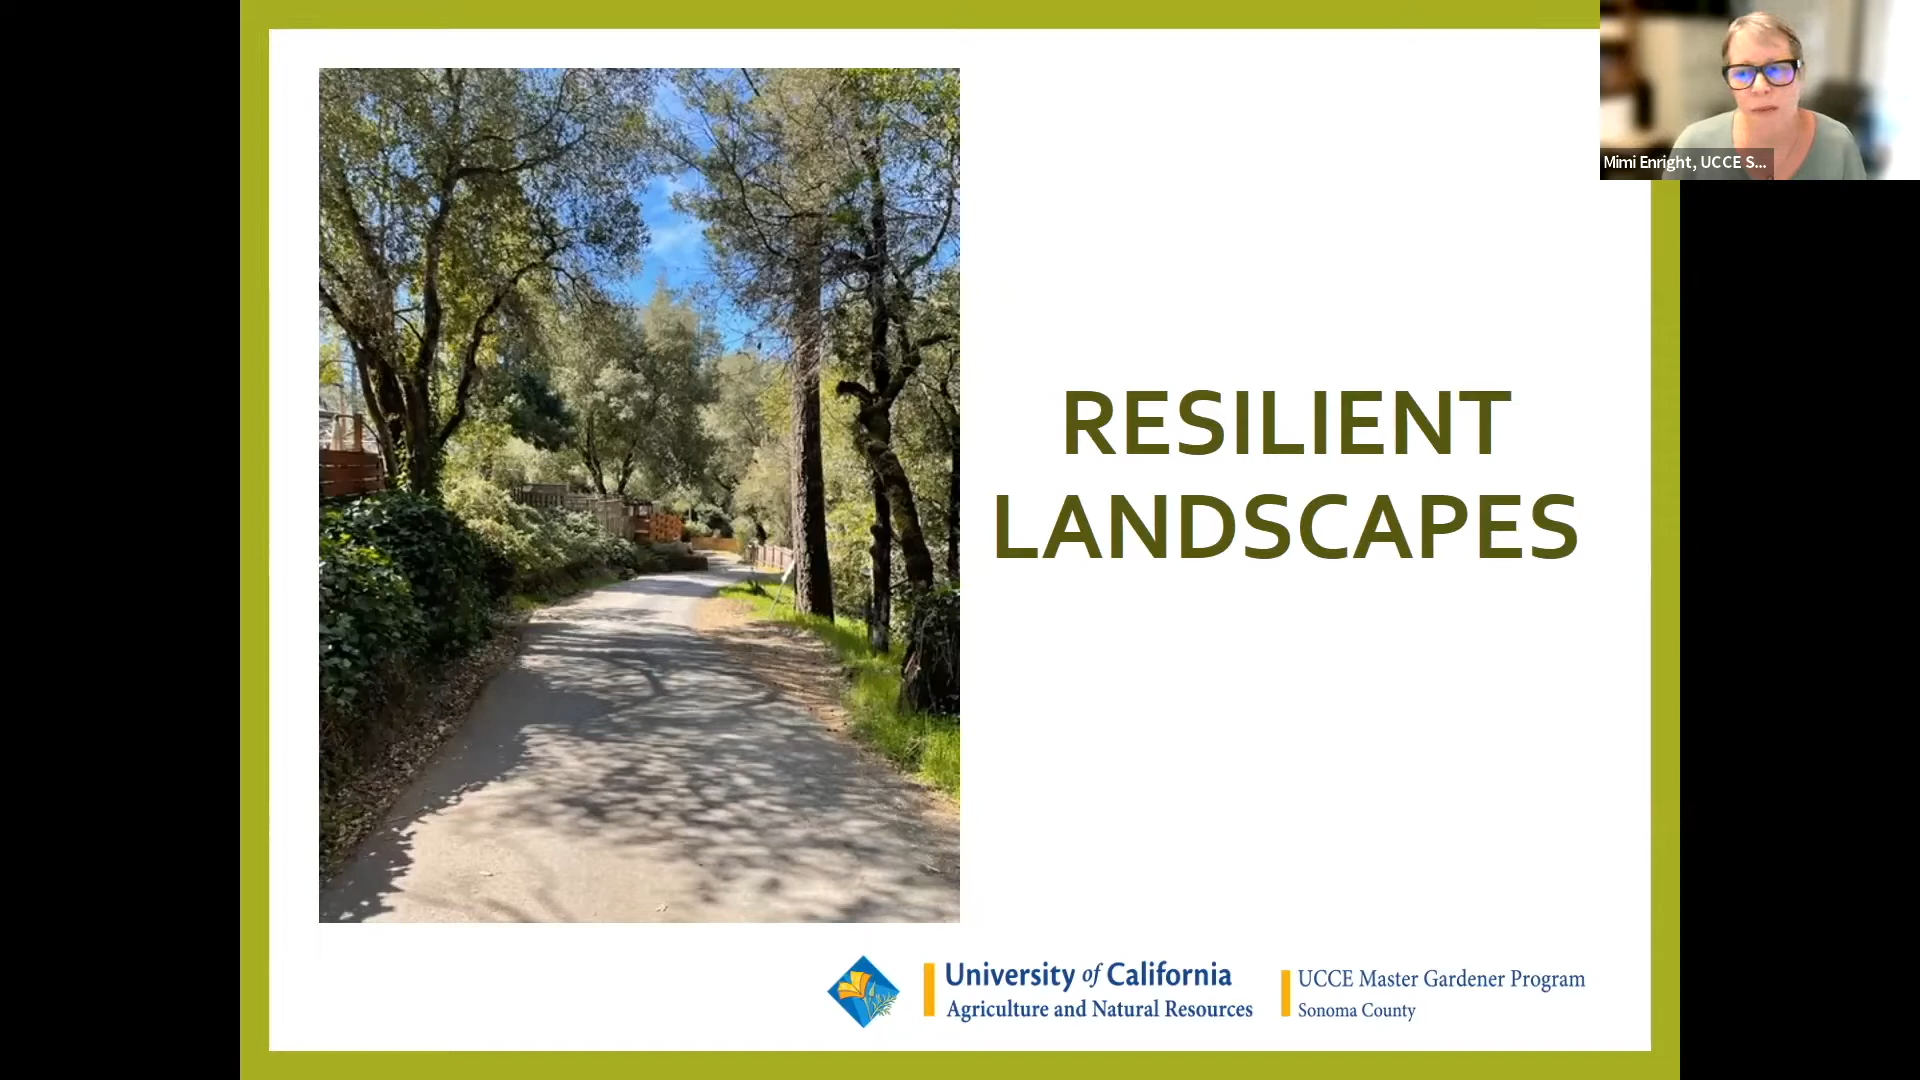 Mimi Enright, UCCE S...
RESILIENT
LANDSCAPES
University of California
Agriculture and Natural Resources
UCCE Master Gardener Program
Sonoma County